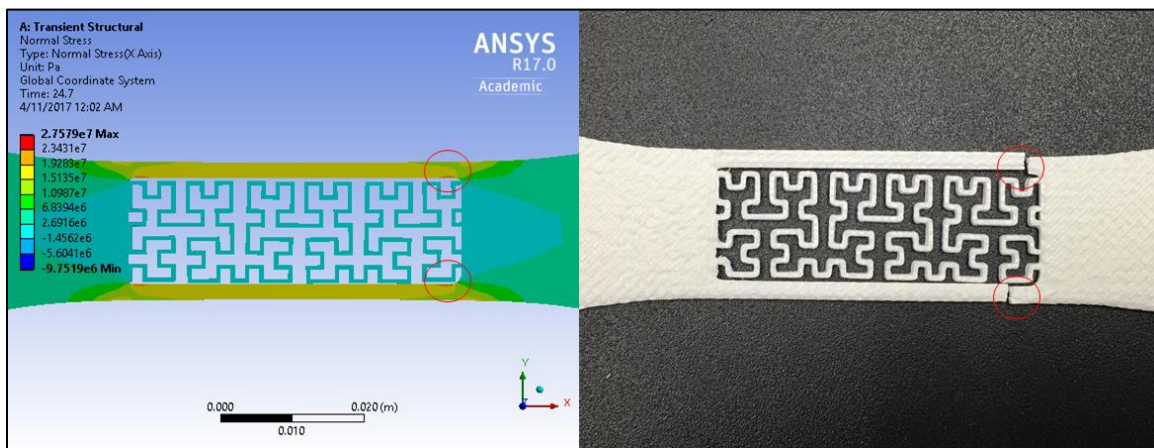 A: Transient Structural
Normal Stress
Type: Normal Stress(X Axis)
Unit: Pa
Global Coordinate System
Time: 24.7
4/11/2017 12:02 AM
2.7579e7 Max
2.3431e7
1.9283e7
1.5135e7
1.0987e7
6.8394e6
2.6916e6
-1.4562e6
-5.6041e6
-9.7519e6 Min
ANSYS
R17.0
Academic
0.000
0.020 (m)
0.010
Y
Z
X